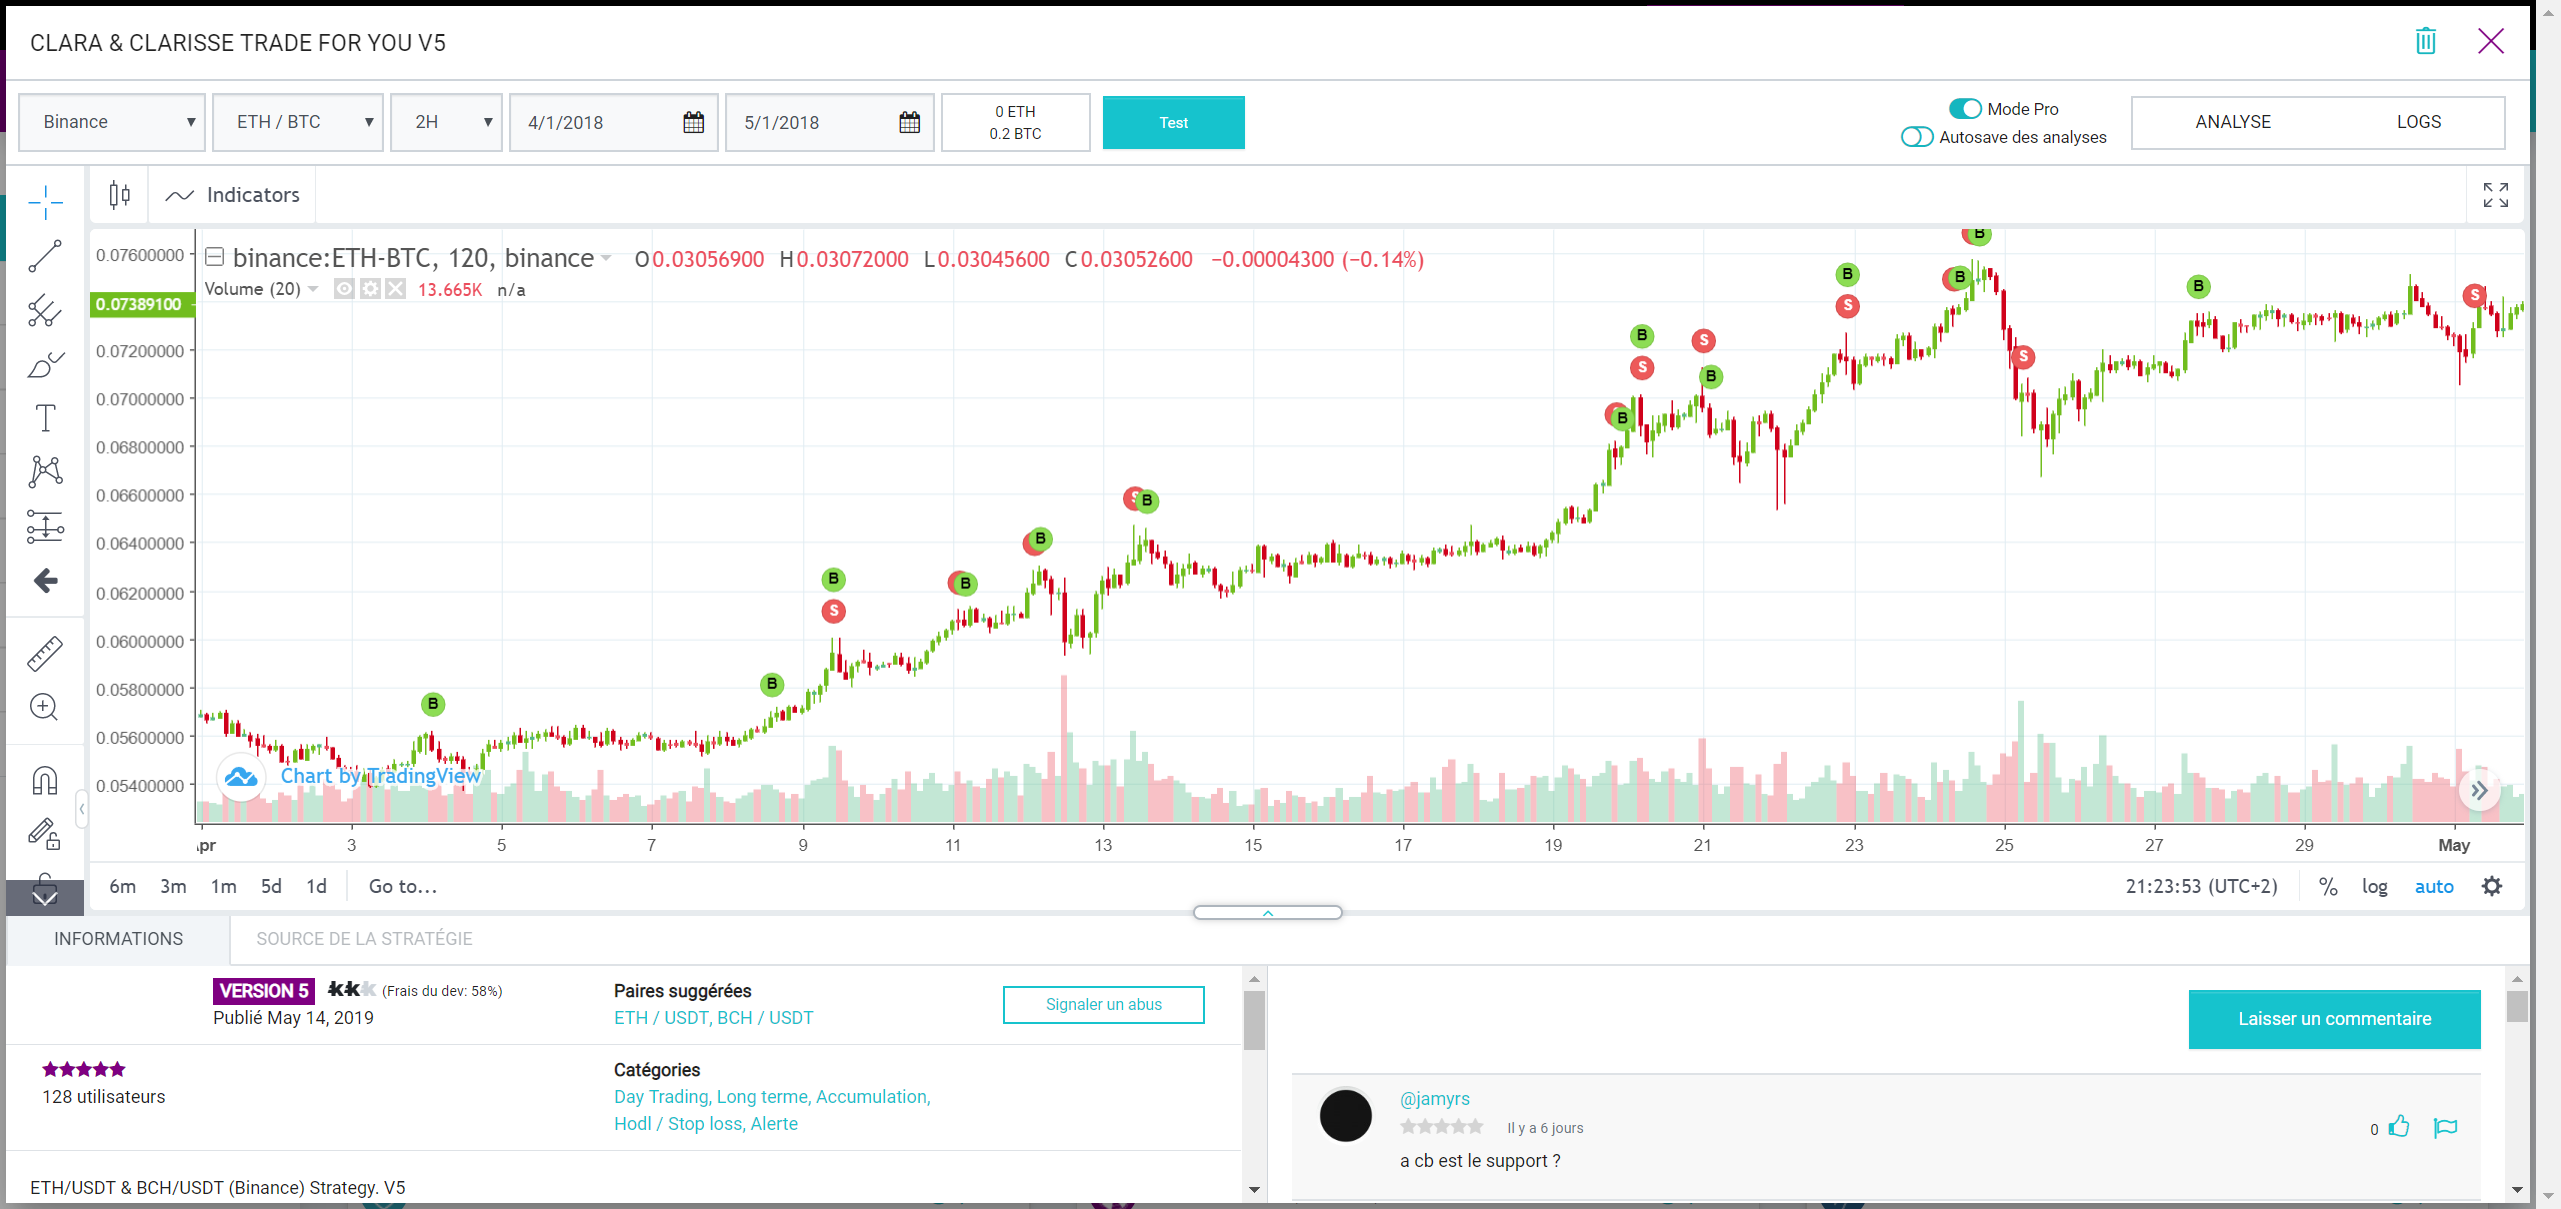 CLARA & CLARISSE TRADE FOR YOU V5
Binance
ETH / BTC
2H
4/1/2018
5/1/2018
0 ETH
0.2 BTC
Test
Mode Pro
Autosave des analyses
ANALYSE
LOGS
Indicators
binance:ETH-BTC, 120, binance O0.03056900 H0.03072000 L0.03045600 C0.03052600 −0.00004300 (−0.14%)
Volume (20) 13.665K n/a
0.07600000
0.07389100
0.07200000
0.07000000
0.06800000
0.06600000
0.06400000
0.06200000
0.06000000
0.05800000
0.05600000
0.05400000
B
B
B
S
B
B
S
B
B
B
S
S
B
B
S
B
B
S
B
S
Chart by TradingView
3 5 7 9 11 13 15 17 19 21 23 25 27 29 May
6m 3m 1m 5d 1d Go to...
21:23:53 (UTC+2) % log auto
INFORMATIONS
SOURCE DE LA STRATÉGIE
VERSION 5 (Frais du dev: 58%)
Publié May 14, 2019
Paires suggérées
ETH / USDT, BCH / USDT
Signaler un abus
128 utilisateurs
Catégories
Day Trading, Long terme, Accumulation,
Hodl / Stop loss, Alerte
ETH/USDT & BCH/USDT (Binance) Strategy. V5
Laisser un commentaire
@jamyrs
Il y a 6 jours
0
a cb est le support ?